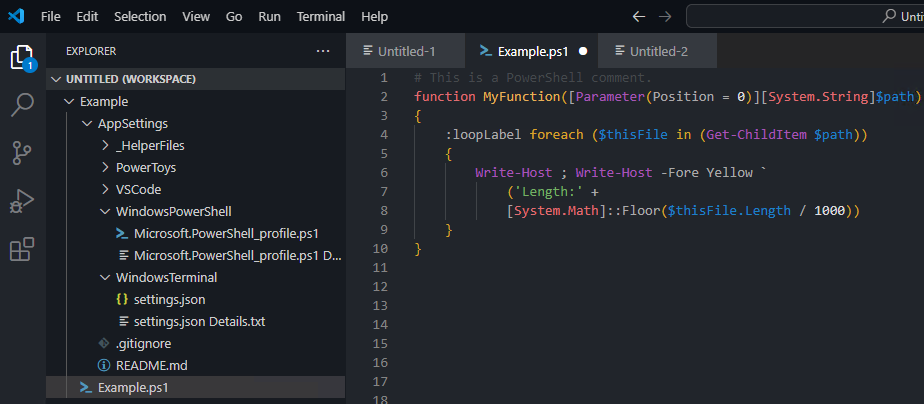 File Edit Selection View Go Run Terminal Help Unti
1
EXPLORER ...
UNTITLED (WORKSPACE)
Example
AppSettings
_HelperFiles
PowerToys
VSCode
WindowsPowerShell
Microsoft.PowerShell_profile.ps1
Microsoft.PowerShell_profile.ps1 D...
WindowsTerminal
{} settings.json
settings.json Details.txt
.gitignore
README.md
Example.ps1
Untitled-1 Example.ps1 Untitled-2
1 # This is a PowerShell comment.
2 function MyFunction([Parameter(Position = 0)][System.String]$path)
3 {
4     :loopLabel foreach ($thisFile in (Get-ChildItem $path))
5     {
6         Write-Host ; Write-Host -Fore Yellow `
7             ('Length:' +
8             [System.Math]::Floor($thisFile.Length / 1000))
9     }
10 }
11
12
13
14
15
16
17
18